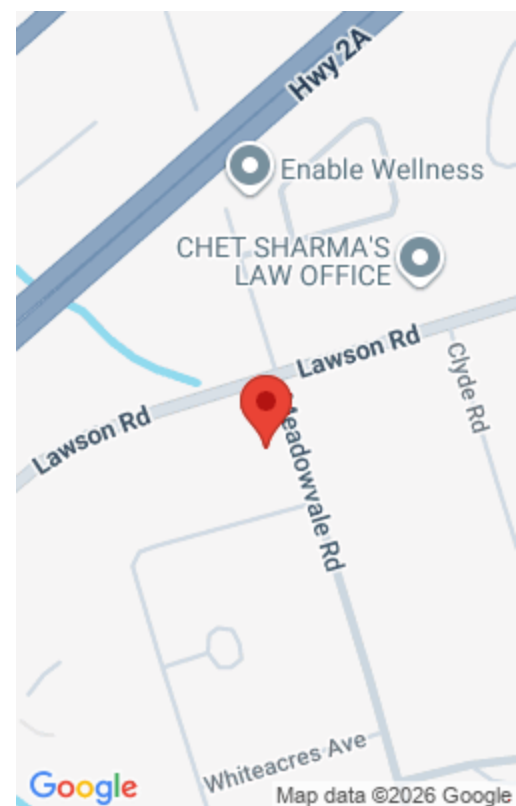 Hwy 2A
Enable Wellness
CHET SHARMA'S
LAW OFFICE
Lawson Rd
Clyde Rd
Lawson Rd
Meadowvale Rd
Whiteacres Ave
Google
Map data ©2026 Google